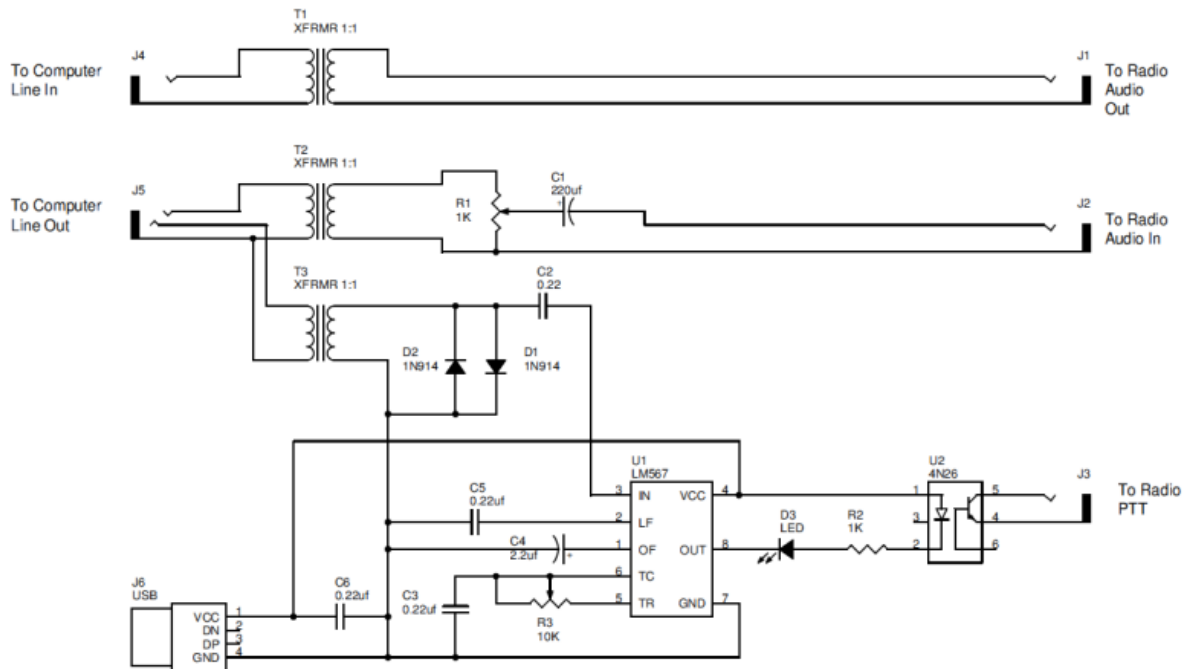 T1
XFRMR 1:1
J4
To Computer
Line In
J1
To Radio
Audio
Out
T2
XFRMR 1:1
J5
To Computer
Line Out
R1
1K
C1
220uf
+
J2
To Radio
Audio In
T3
XFRMR 1:1
C2
0.22
D2
1N914
D1
1N914
U1
LM567
3 IN VCC 4
2 LF
1 OF OUT 8
6 TC
5 TR GND 7
C5
0.22uf
C4
2.2uf
+
C3
0.22uf
R3
10K
D3
LED
R2
1K
U2
4N26
1 5
3 4
2 6
J3
To Radio
PTT
J6
USB
VCC 1
DN 2
DP 3
GND 4
C6
0.22uf